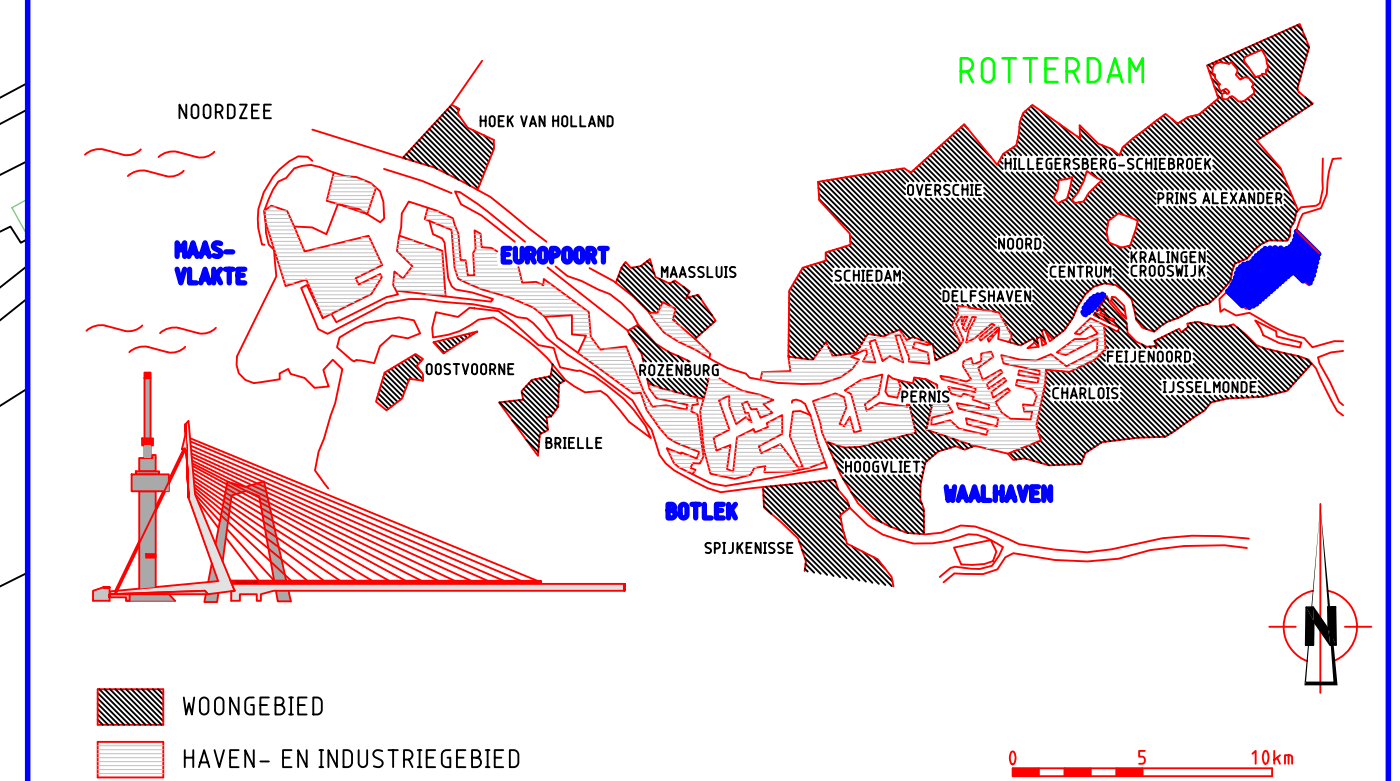 ROTTERDAM
NOORDZEE
HOEK VAN HOLLAND
HILLEGERSBERG-SCHIEBROEK
OVERSCHIE
PRINS ALEXANDER
MAAS-
VLAKTE
EUROPOORT
NOORD
KRALINGEN
CROOSWIJK
MAASSLUIS
SCHIEDAM
CENTRUM
DELFSHAVEN
OOSTVOORNE
ROZENBURG
FEIJENOORD
PERNIS
CHARLOIS
IJSSELMONDE
BRIELLE
HOOGVLIET
WAALHAVEN
BOTLEK
SPIJKENISSE
N
WOONGEBIED
HAVEN- EN INDUSTRIEGEBIED
0 5 10km